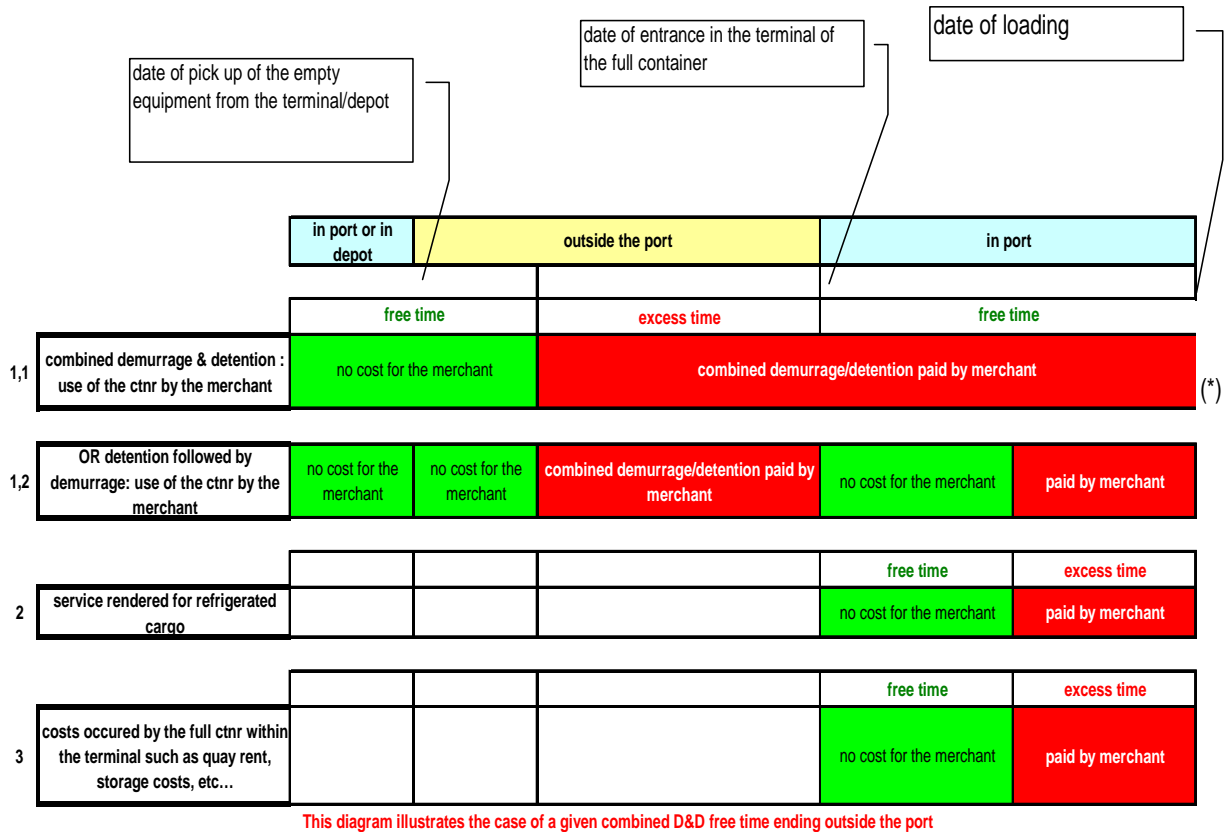 date of pick up of the empty
equipment from the terminal/depot
date of entrance in the terminal of
the full container
date of loading
in port or in
depot
outside the port
in port
free time
excess time
free time
1,1
combined demurrage & detention :
use of the ctnr by the merchant
no cost for the merchant
combined demurrage/detention paid by merchant
(*)
1,2
OR detention followed by
demurrage: use of the ctnr by the
merchant
no cost for the
merchant
no cost for the
merchant
combined demurrage/detention paid by
merchant
no cost for the merchant
paid by merchant
free time
excess time
2
service rendered for refrigerated
cargo
no cost for the merchant
paid by merchant
free time
excess time
3
costs occured by the full ctnr within
the terminal such as quay rent,
storage costs, etc…
no cost for the merchant
paid by merchant
This diagram illustrates the case of a given combined D&D free time ending outside the port